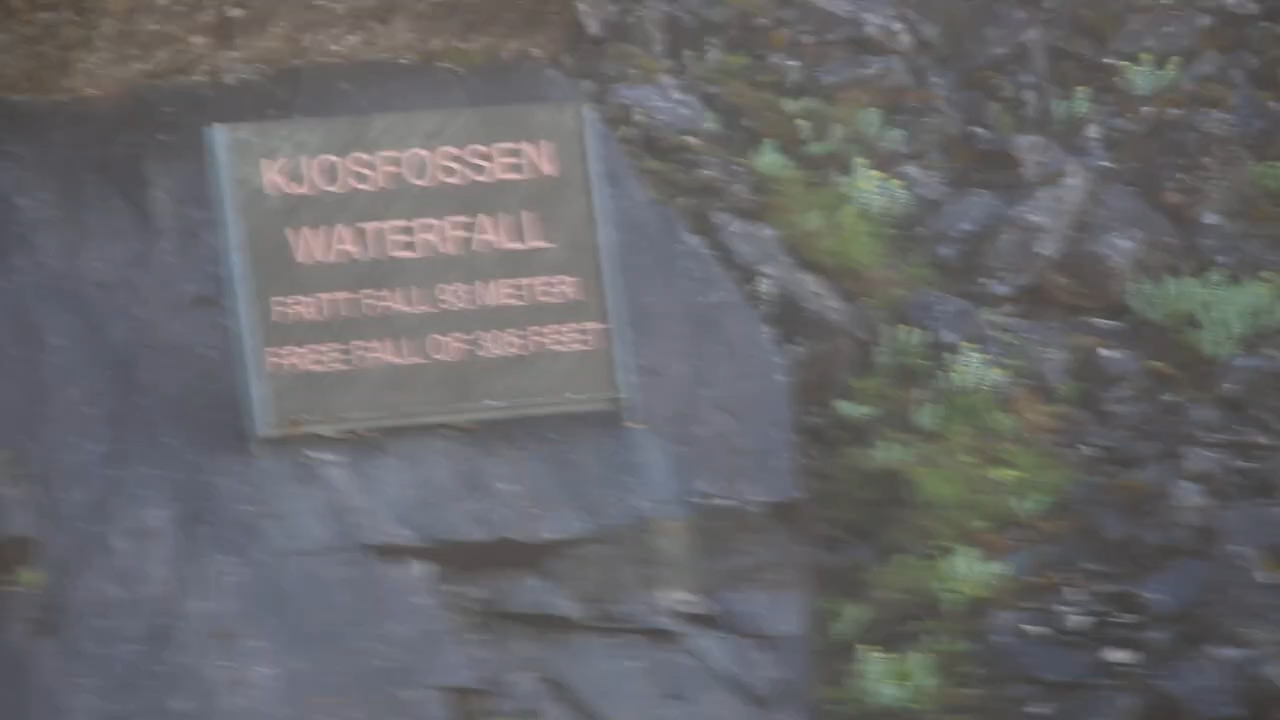 KJOSFOSSEN
WATERFALL
FRITT FALL 93 METER
FREE FALL OF 305 FEET